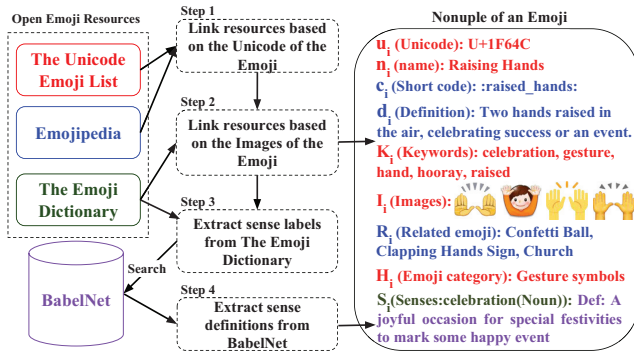 Open Emoji Resources
The Unicode
Emoji List
Emojipedia
The Emoji
Dictionary
BabelNet
Search
Step 1
Link resources based
on the Unicode of the
Emoji
Step 2
Link resources based
on the Images of the
Emoji
Step 3
Extract sense labels
from The Emoji
Dictionary
Step 4
Extract sense
definitions from
BabelNet
Nonuple of an Emoji
ui (Unicode): U+1F64C
ni (name): Raising Hands
ci (Short code): :raised_hands:
di (Definition): Two hands raised in
the air, celebrating success or an event.
Ki (Keywords): celebration, gesture,
hand, hooray, raised
Ii (Images):
Ri (Related emoji): Confetti Ball,
Clapping Hands Sign, Church
Hi (Emoji category): Gesture symbols
Si(Senses:celebration(Noun)): Def: A
joyful occasion for special festivities
to mark some happy event